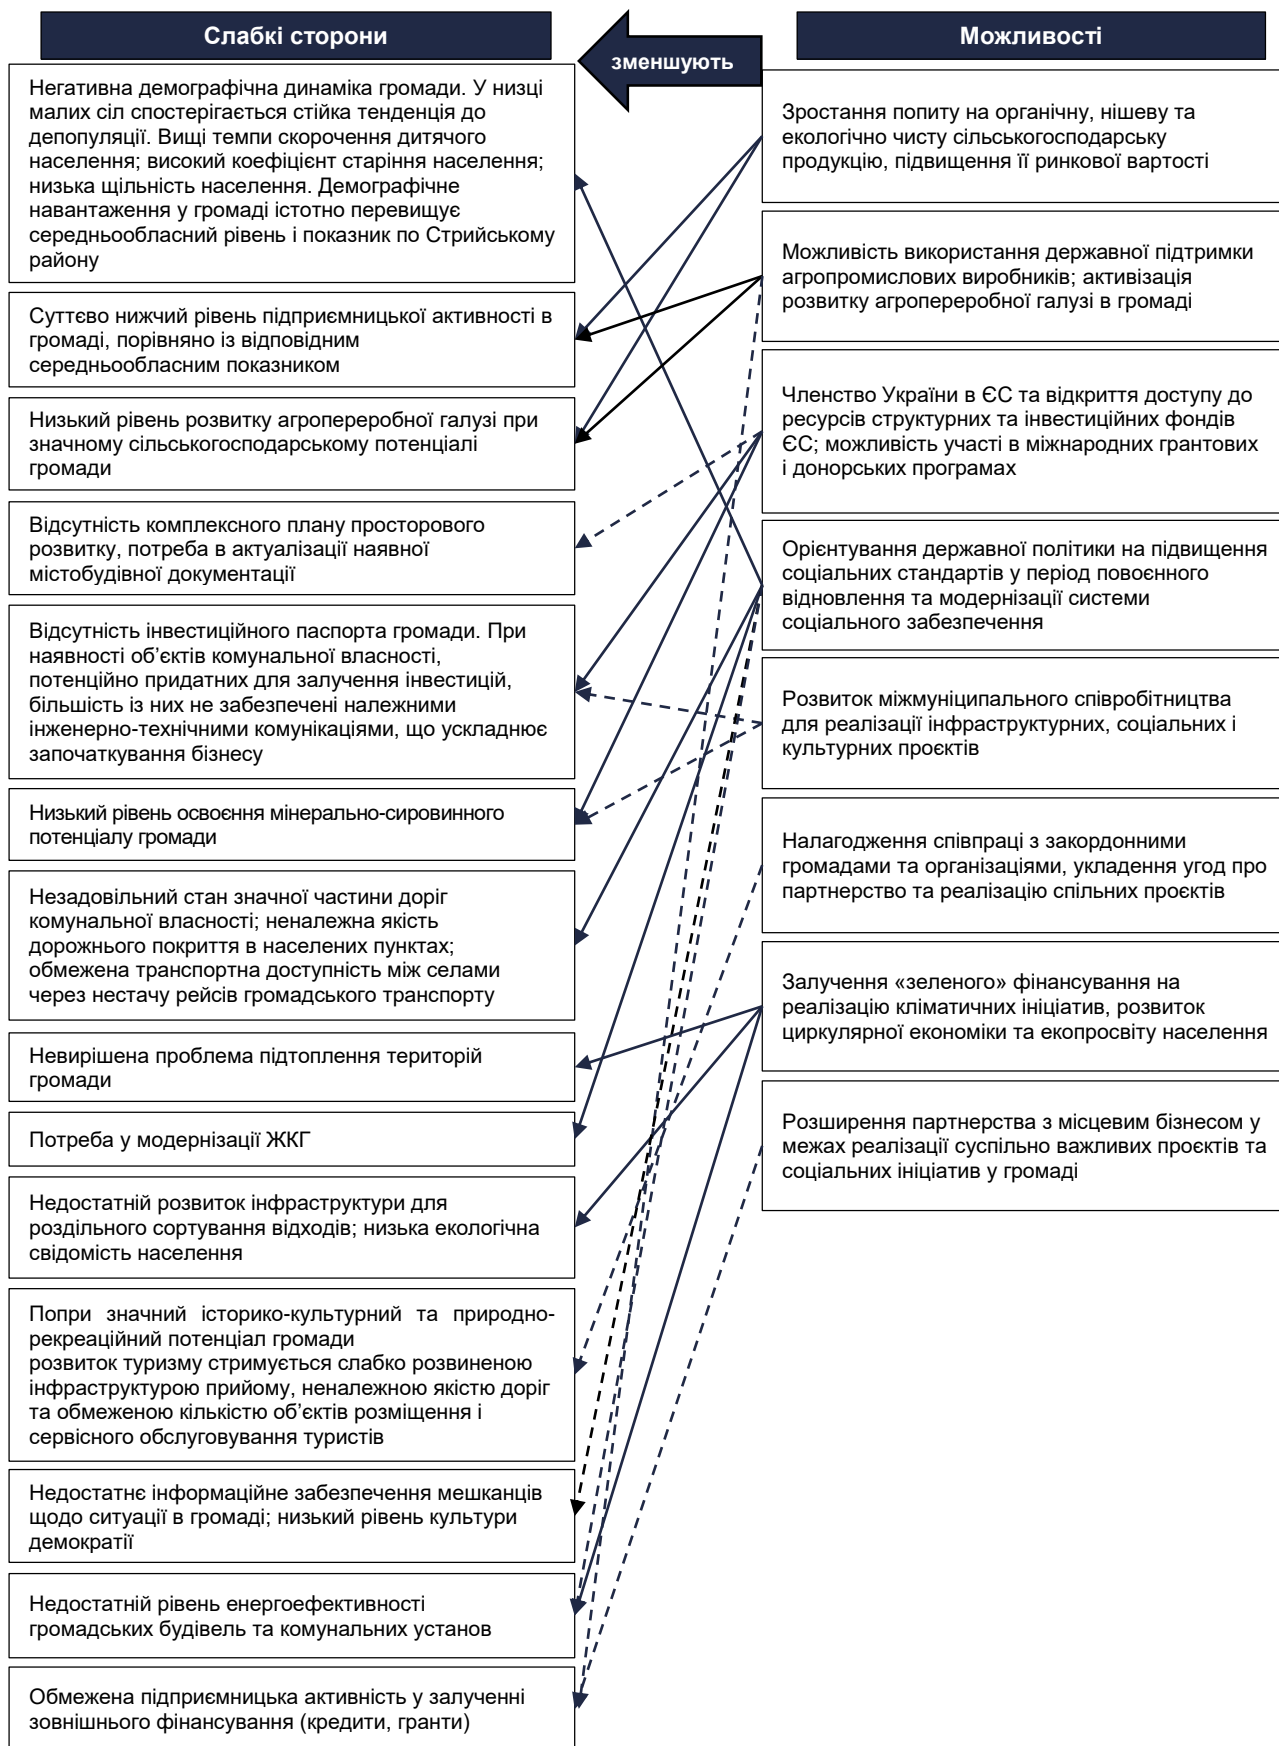 Слабкі сторони
зменшують
Можливості
Негативна демографічна динаміка громади. У низці
малих сіл спостерігається стійка тенденція до
депопуляції. Вищі темпи скорочення дитячого
населення; високий коефіцієнт старіння населення;
низька щільність населення. Демографічне
навантаження у громаді істотно перевищує
середньообласний рівень і показник по Стрийському
району
Суттєво нижчий рівень підприємницької активності в
громаді, порівняно із відповідним
середньообласним показником
Низький рівень розвитку агропереробної галузі при
значному сільськогосподарському потенціалі
громади
Відсутність комплексного плану просторового
розвитку, потреба в актуалізації наявної
містобудівної документації
Відсутність інвестиційного паспорта громади. При
наявності об’єктів комунальної власності,
потенційно придатних для залучення інвестицій,
більшість із них не забезпечені належними
інженерно-технічними комунікаціями, що ускладнює
започаткування бізнесу
Низький рівень освоєння мінерально-сировинного
потенціалу громади
Незадовільний стан значної частини доріг
комунальної власності; неналежна якість
дорожнього покриття в населених пунктах;
обмежена транспортна доступність між селами
через нестачу рейсів громадського транспорту
Невирішена проблема підтоплення територій
громади
Потреба у модернізації ЖКГ
Недостатній розвиток інфраструктури для
роздільного сортування відходів; низька екологічна
свідомість населення
Попри значний історико-культурний та природно-
рекреаційний потенціал громади
розвиток туризму стримується слабко розвиненою
інфраструктурою прийому, неналежною якістю доріг
та обмеженою кількістю об’єктів розміщення і
сервісного обслуговування туристів
Недостатнє інформаційне забезпечення мешканців
щодо ситуації в громаді; низький рівень культури
демократії
Недостатній рівень енергоефективності
громадських будівель та комунальних установ
Обмежена підприємницька активність у залученні
зовнішнього фінансування (кредити, гранти)
Зростання попиту на органічну, нішеву та
екологічно чисту сільськогосподарську
продукцію, підвищення її ринкової вартості
Можливість використання державної підтримки
агропромислових виробників; активізація
розвитку агропереробної галузі в громаді
Членство України в ЄС та відкриття доступу до
ресурсів структурних та інвестиційних фондів
ЄС; можливість участі в міжнародних грантових
і донорських програмах
Орієнтування державної політики на підвищення
соціальних стандартів у період повоєнного
відновлення та модернізації системи
соціального забезпечення
Розвиток міжмуніципального співробітництва
для реалізації інфраструктурних, соціальних і
культурних проєктів
Налагодження співпраці з закордонними
громадами та організаціями, укладення угод про
партнерство та реалізацію спільних проєктів
Залучення «зеленого» фінансування на
реалізацію кліматичних ініціатив, розвиток
циркулярної економіки та екопросвіту населення
Розширення партнерства з місцевим бізнесом у
межах реалізації суспільно важливих проєктів та
соціальних ініціатив у громаді